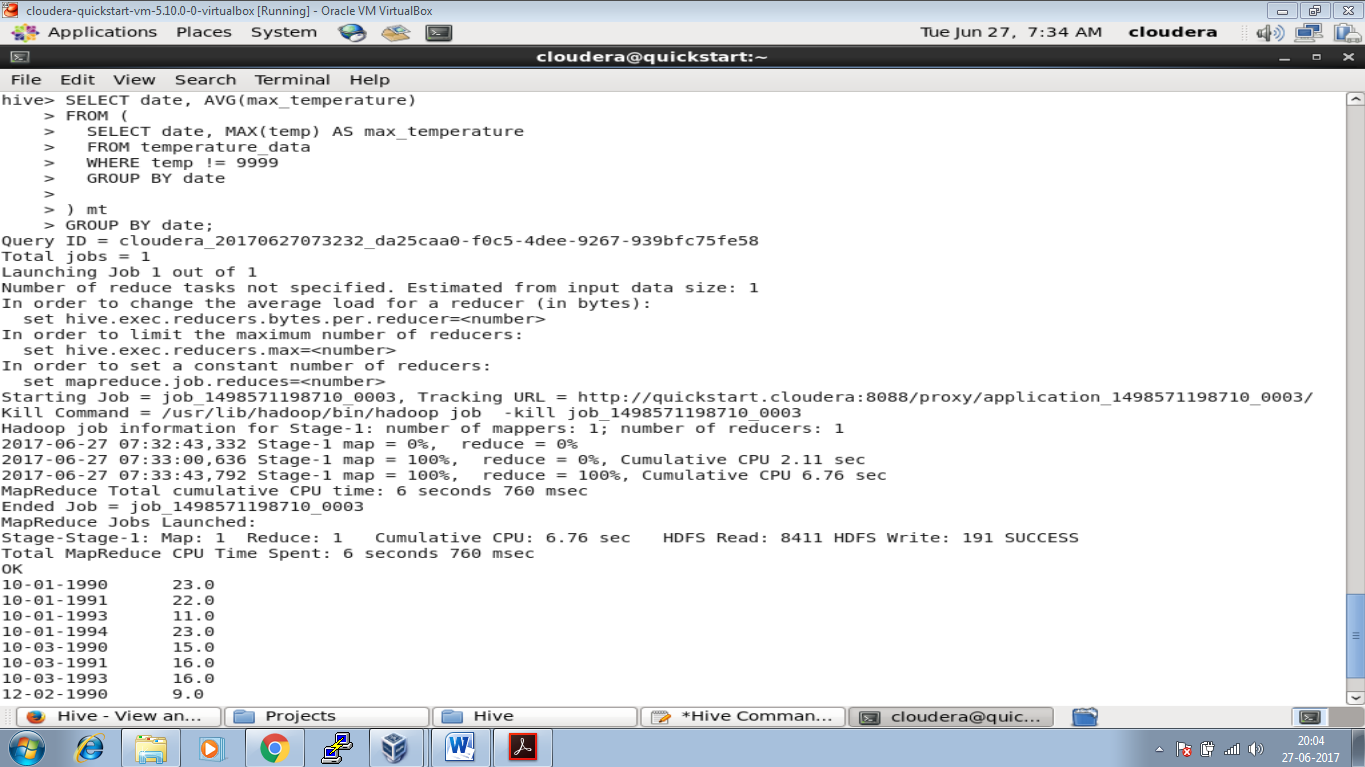 cloudera-quickstart-vm-5.10.0-0-virtualbox [Running] - Oracle VM VirtualBox
Applications Places System Tue Jun 27, 7:34 AM cloudera
cloudera@quickstart:~
File Edit View Search Terminal Help
hive> SELECT date, AVG(max_temperature)
    > FROM (
    >   SELECT date, MAX(temp) AS max_temperature
    >   FROM temperature_data
    >   WHERE temp != 9999
    >   GROUP BY date
    >
    > ) mt
    > GROUP BY date;
Query ID = cloudera_20170627073232_da25caa0-f0c5-4dee-9267-939bfc75fe58
Total jobs = 1
Launching Job 1 out of 1
Number of reduce tasks not specified. Estimated from input data size: 1
In order to change the average load for a reducer (in bytes):
  set hive.exec.reducers.bytes.per.reducer=<number>
In order to limit the maximum number of reducers:
  set hive.exec.reducers.max=<number>
In order to set a constant number of reducers:
  set mapreduce.job.reduces=<number>
Starting Job = job_1498571198710_0003, Tracking URL = http://quickstart.cloudera:8088/proxy/application_1498571198710_0003/
Kill Command = /usr/lib/hadoop/bin/hadoop job  -kill job_1498571198710_0003
Hadoop job information for Stage-1: number of mappers: 1; number of reducers: 1
2017-06-27 07:32:43,332 Stage-1 map = 0%,  reduce = 0%
2017-06-27 07:33:00,636 Stage-1 map = 100%,  reduce = 0%, Cumulative CPU 2.11 sec
2017-06-27 07:33:43,792 Stage-1 map = 100%,  reduce = 100%, Cumulative CPU 6.76 sec
MapReduce Total cumulative CPU time: 6 seconds 760 msec
Ended Job = job_1498571198710_0003
MapReduce Jobs Launched:
Stage-Stage-1: Map: 1  Reduce: 1   Cumulative CPU: 6.76 sec   HDFS Read: 8411 HDFS Write: 191 SUCCESS
Total MapReduce CPU Time Spent: 6 seconds 760 msec
OK
10-01-1990      23.0
10-01-1991      22.0
10-01-1993      11.0
10-01-1994      23.0
10-03-1990      15.0
10-03-1991      16.0
10-03-1993      16.0
12-02-1990      9.0
Hive - View an... Projects Hive *Hive Comman... cloudera@quic...
20:04
27-06-2017